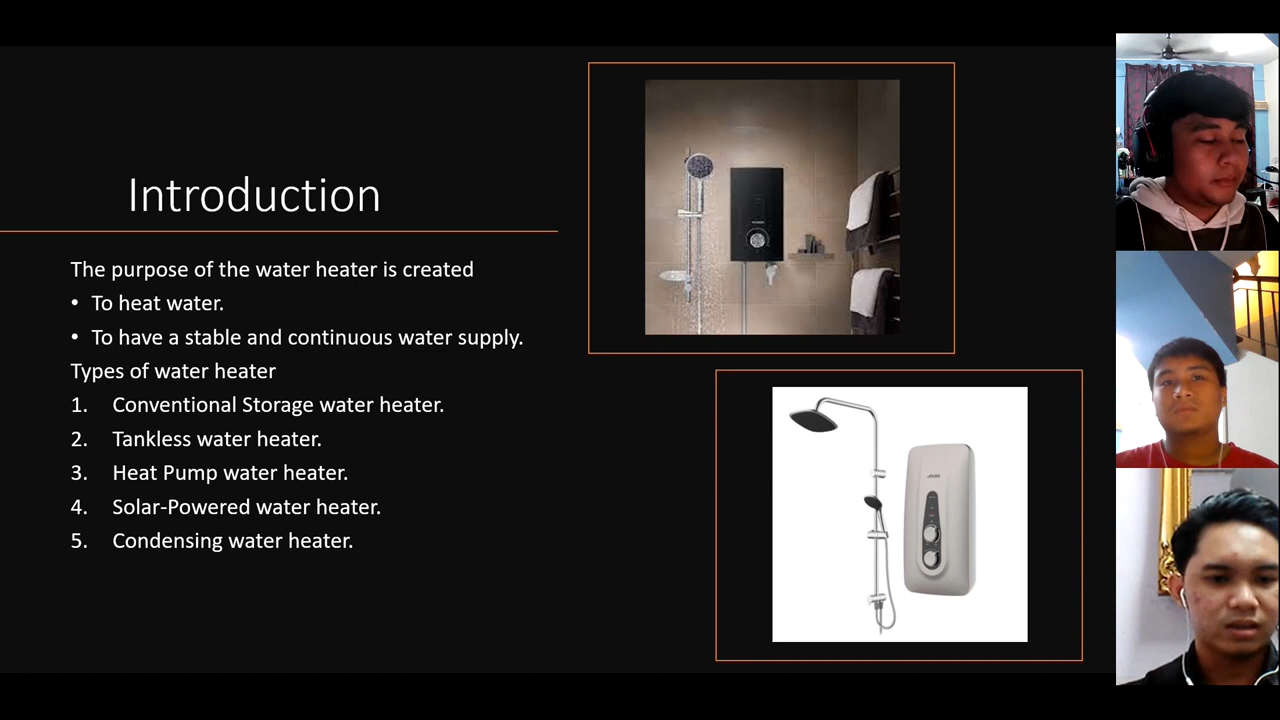 Introduction
The purpose of the water heater is created
• To heat water.
• To have a stable and continuous water supply.
Types of water heater
1. Conventional Storage water heater.
2. Tankless water heater.
3. Heat Pump water heater.
4. Solar-Powered water heater.
5. Condensing water heater.
JOVEN